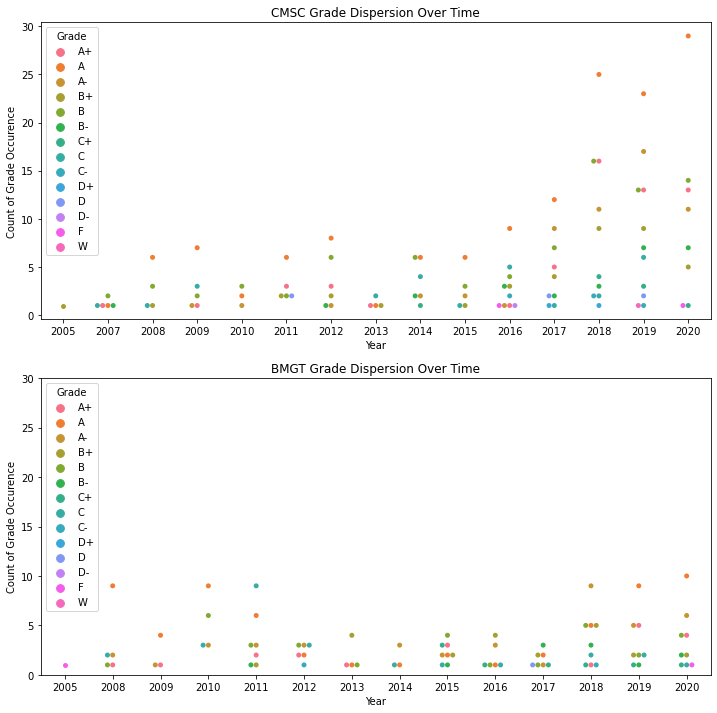 CMSC Grade Dispersion Over Time
Count of Grade Occurence
30
25
20
15
10
5
0
Grade
A+
A
A-
B+
B
B-
C+
C
C-
D+
D
D-
F
W
2005 2007 2008 2009 2010 2011 2012 2013 2014 2015 2016 2017 2018 2019 2020
Year
BMGT Grade Dispersion Over Time
Count of Grade Occurence
30
25
20
15
10
5
0
Grade
A+
A
A-
B+
B
B-
C+
C
C-
D+
D
D-
F
W
2005 2008 2009 2010 2011 2012 2013 2014 2015 2016 2017 2018 2019 2020
Year